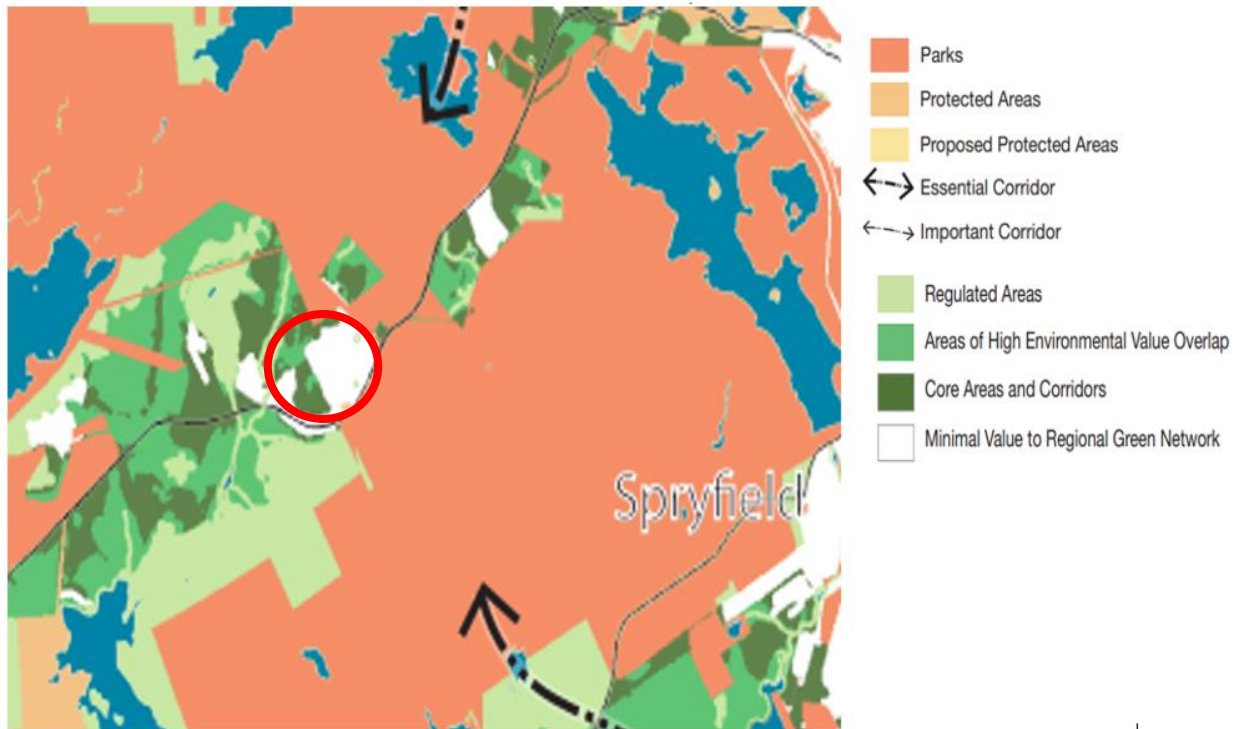 Parks
Protected Areas
Proposed Protected Areas
Essential Corridor
Important Corridor
Regulated Areas
Areas of High Environmental Value Overlap
Core Areas and Corridors
Minimal Value to Regional Green Network
Spryfield